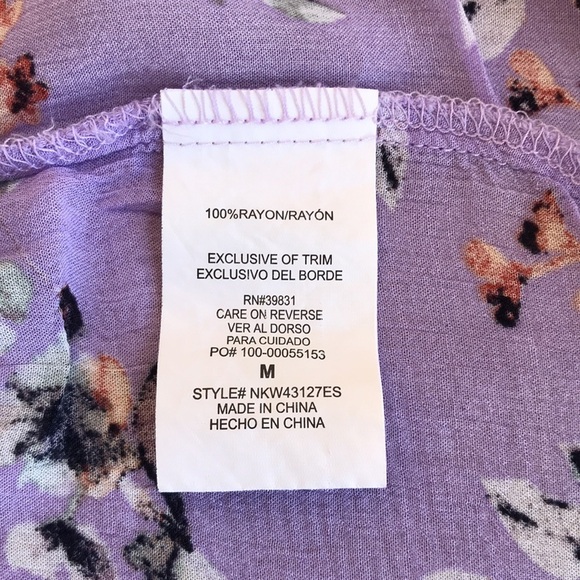 100%RAYON/RAYÓN
EXCLUSIVE OF TRIM
EXCLUSIVO DEL BORDE
RN#39831
CARE ON REVERSE
VER AL DORSO
PARA CUIDADO
PO# 100-00055153
M
STYLE# NKW43127ES
MADE IN CHINA
HECHO EN CHINA